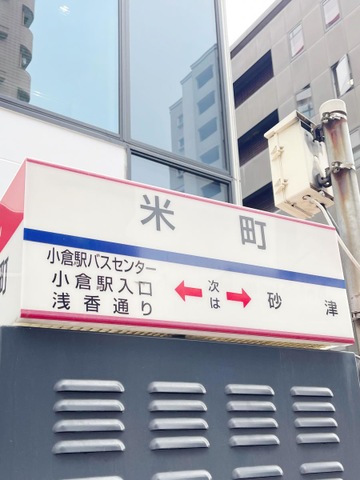 米町
小倉駅バスセンター
小倉駅入口
浅香通り
← 次は →
砂津
町